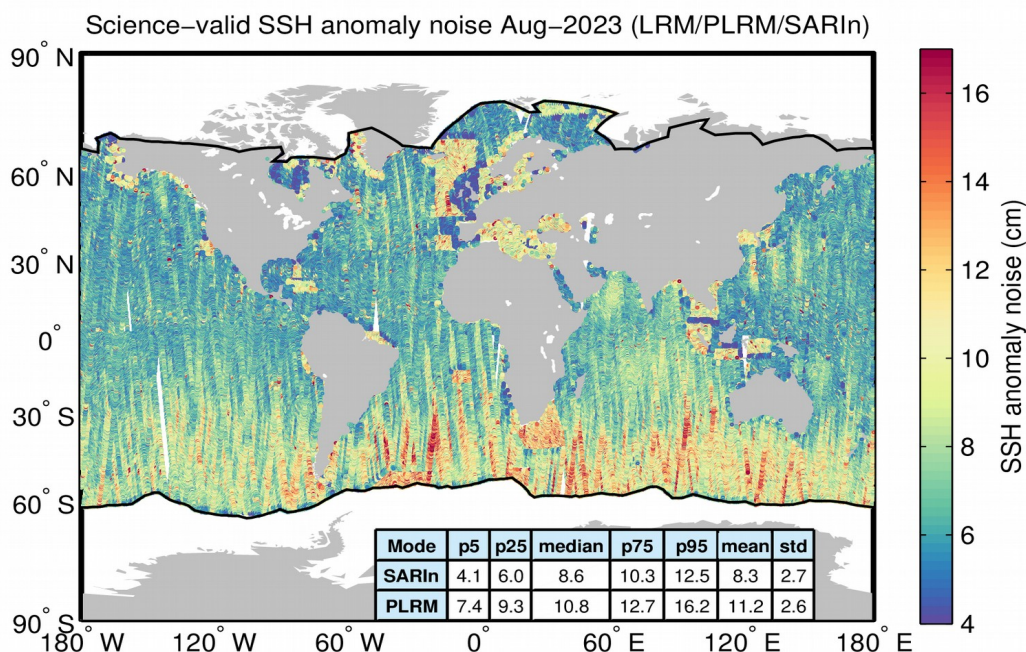 Science−valid SSH anomaly noise Aug−2023 (LRM/PLRM/SARIn)
90° N
60° N
30° N
0°
30° S
60° S
90° S
180° W 120° W 60° W 0° 60° E 120° E 180° E
Mode p5 p25 median p75 p95 mean std
SARIn 4.1 6.0 8.6 10.3 12.5 8.3 2.7
PLRM 7.4 9.3 10.8 12.7 16.2 11.2 2.6
16
14
12
10
8
6
4
SSH anomaly noise (cm)